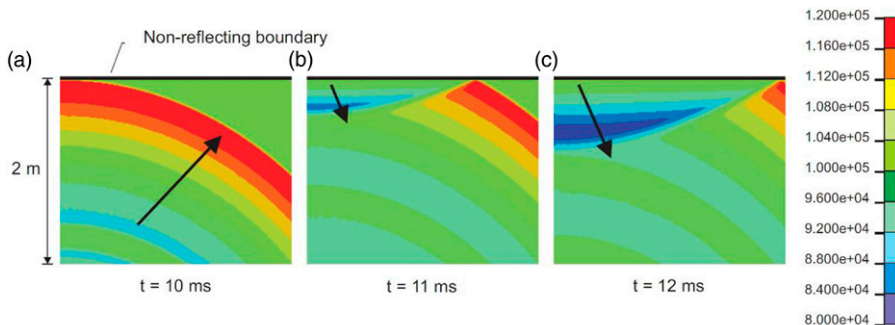 Non-reflecting boundary
(a)
(b)
(c)
2 m
t = 10 ms
t = 11 ms
t = 12 ms
1.200e+05
1.160e+05
1.120e+05
1.080e+05
1.040e+05
1.000e+05
9.600e+04
9.200e+04
8.800e+04
8.400e+04
8.000e+04